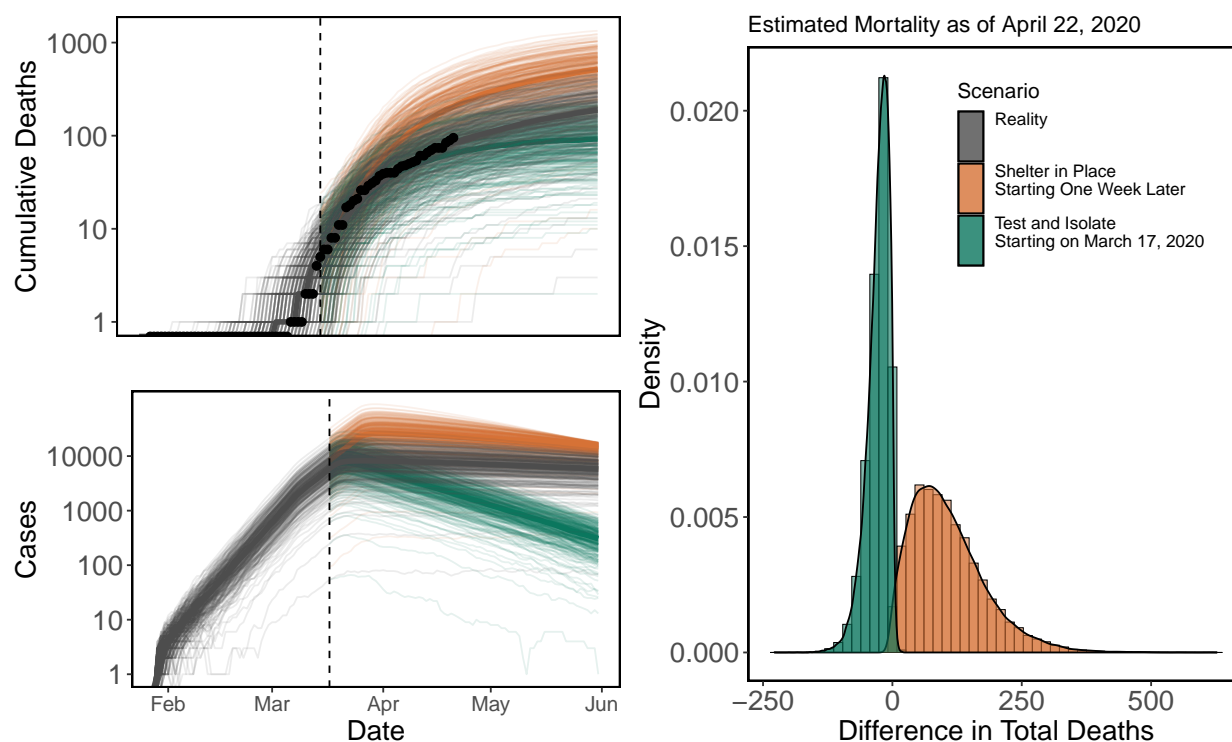 Cumulative Deaths
1000
100
10
1
Cases
10000
1000
100
10
1
Feb
Mar
Apr
May
Jun
Date
Estimated Mortality as of April 22, 2020
Density
0.020
0.015
0.010
0.005
0.000
Scenario
Reality
Shelter in Place
Starting One Week Later
Test and Isolate
Starting on March 17, 2020
−250
0
250
500
Difference in Total Deaths